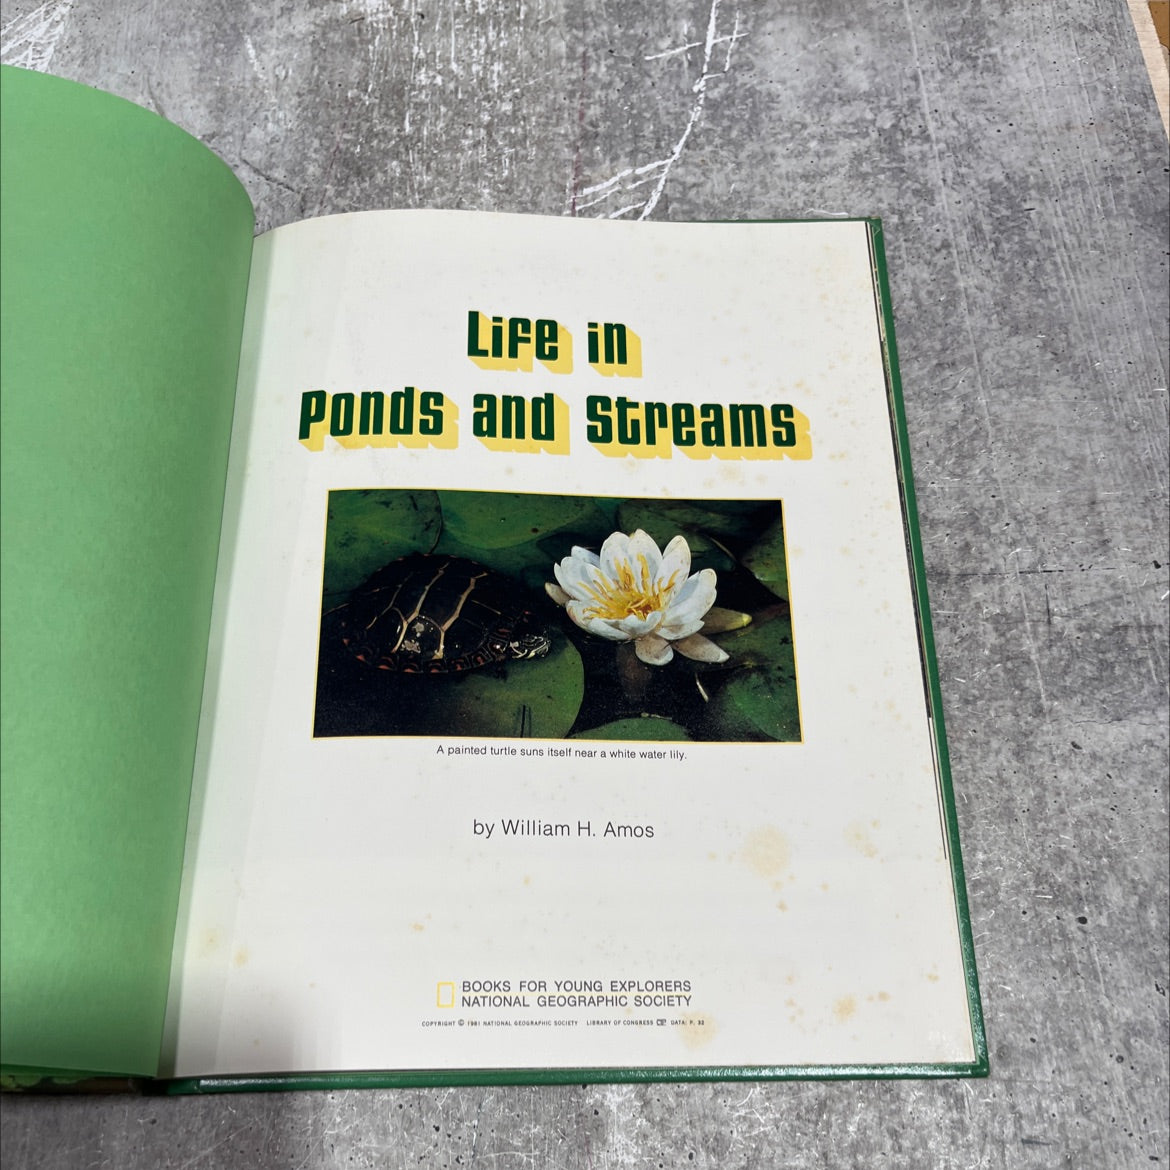 Life in
Ponds and Streams
A painted turtle suns itself near a white water lily.
by William H. Amos
BOOKS FOR YOUNG EXPLORERS
NATIONAL GEOGRAPHIC SOCIETY
COPYRIGHT © 1981 NATIONAL GEOGRAPHIC SOCIETY LIBRARY OF CONGRESS CIP DATA: P. 32